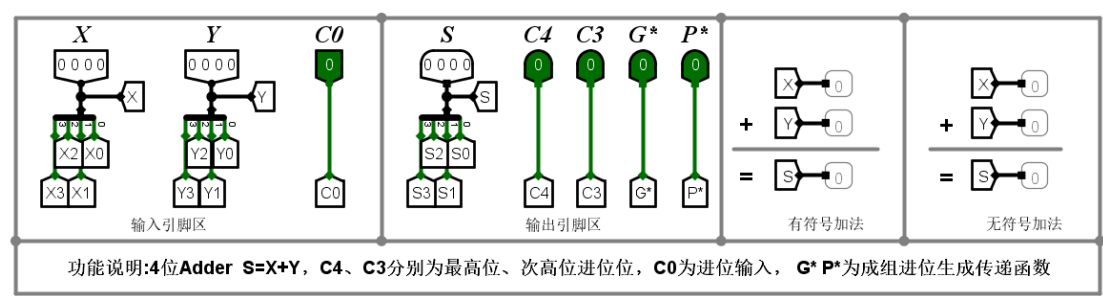 X Y C0 S C4 C3 G* P*
0 0 0 0 0 0 0 0 0 0 0 0 0 0 0 0 0
X Y S X 0 X 0
3 2 1 0 3 2 1 0 3 2 1 0 + Y 0 + Y 0
X2 X0 Y2 Y0 S2 S0
X3 X1 Y3 Y1 C0 S3 S1 C4 C3 G* P* = S 0 = S 0
输入引脚区 输出引脚区 有符号加法 无符号加法
功能说明:4位Adder S=X+Y，C4、C3分别为最高位、次高位进位位，C0为进位输入， G* P*为成组进位生成传递函数